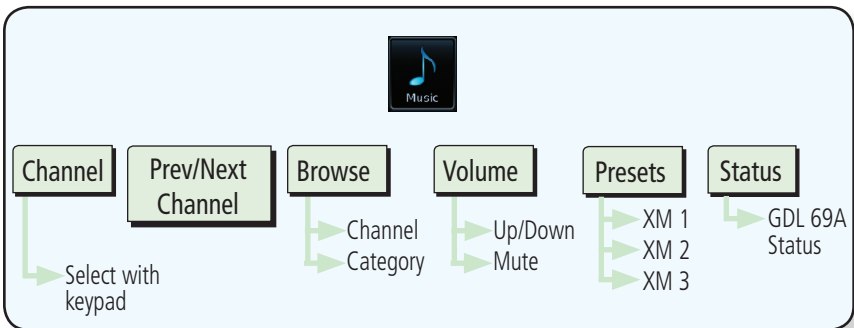 Music
Channel
Select with
keypad
Prev/Next
Channel
Browse
Channel
Category
Volume
Up/Down
Mute
Presets
XM 1
XM 2
XM 3
Status
GDL 69A
Status